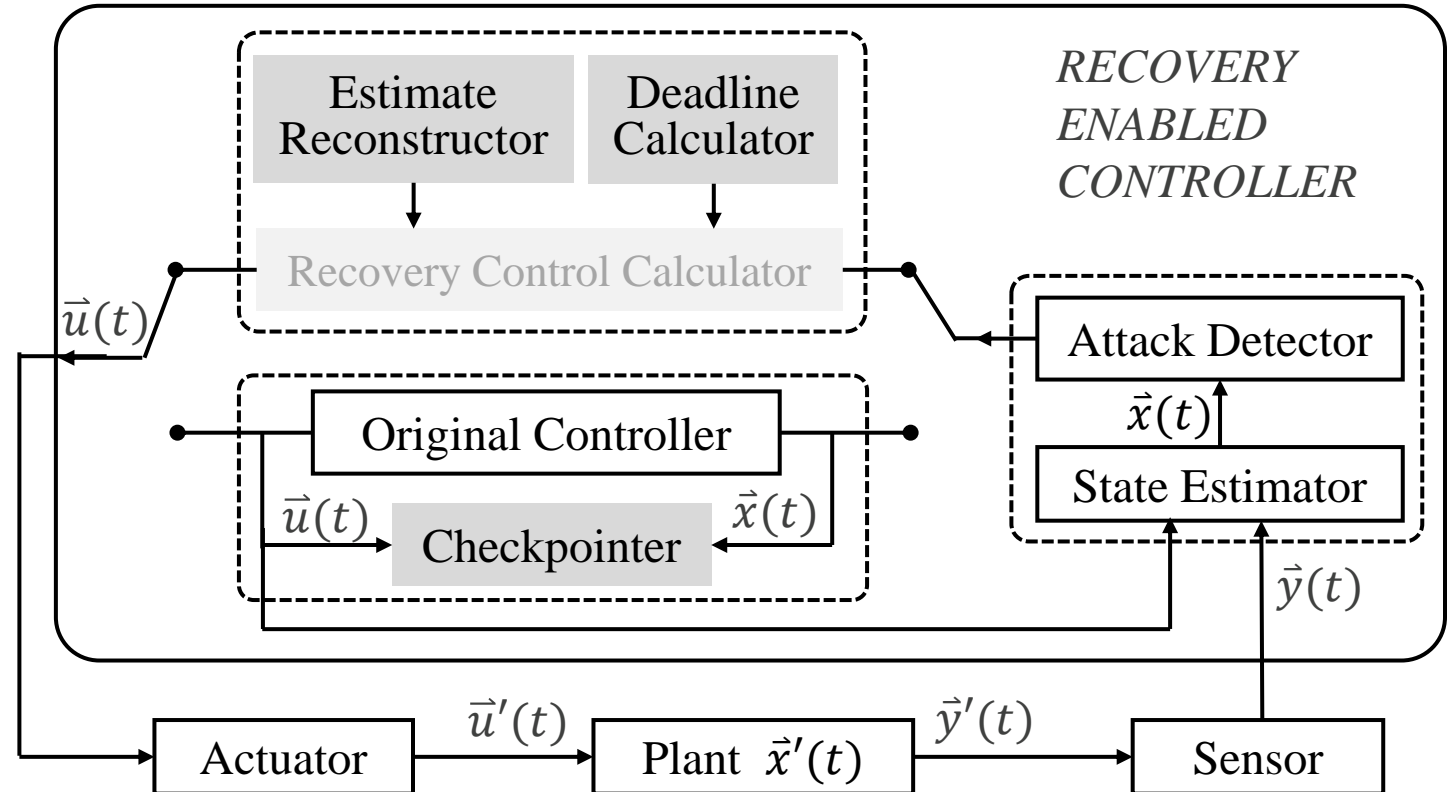 Estimate
Reconstructor
Deadline
Calculator
RECOVERY
ENABLED
CONTROLLER
Recovery Control Calculator
u⃗(t)
Attack Detector
x⃗(t)
State Estimator
Original Controller
u⃗(t)
x⃗(t)
Checkpointer
y⃗(t)
Actuator
u⃗′(t)
Plant x⃗′(t)
y⃗′(t)
Sensor